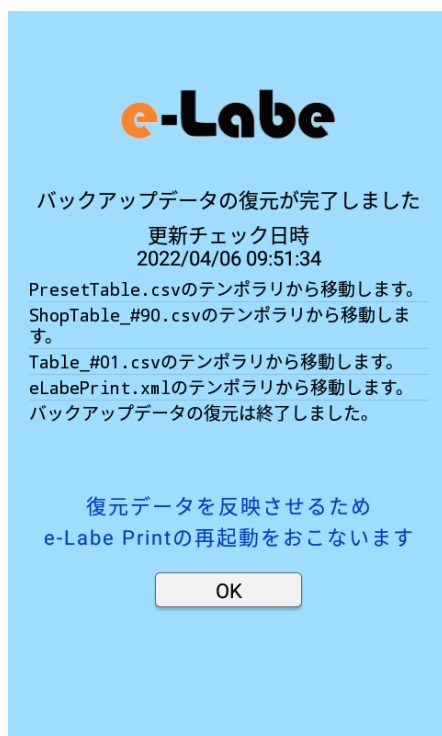 e-Labe
バックアップデータの復元が完了しました
更新チェック日時
2022/04/06 09:51:34
PresetTable.csvのテンポラリから移動します。
ShopTable_#90.csvのテンポラリから移動しま
す。
Table_#01.csvのテンポラリから移動します。
eLabePrint.xmlのテンポラリから移動します。
バックアップデータの復元は終了しました。
復元データを反映させるため
e-Labe Printの再起動をおこないます
OK